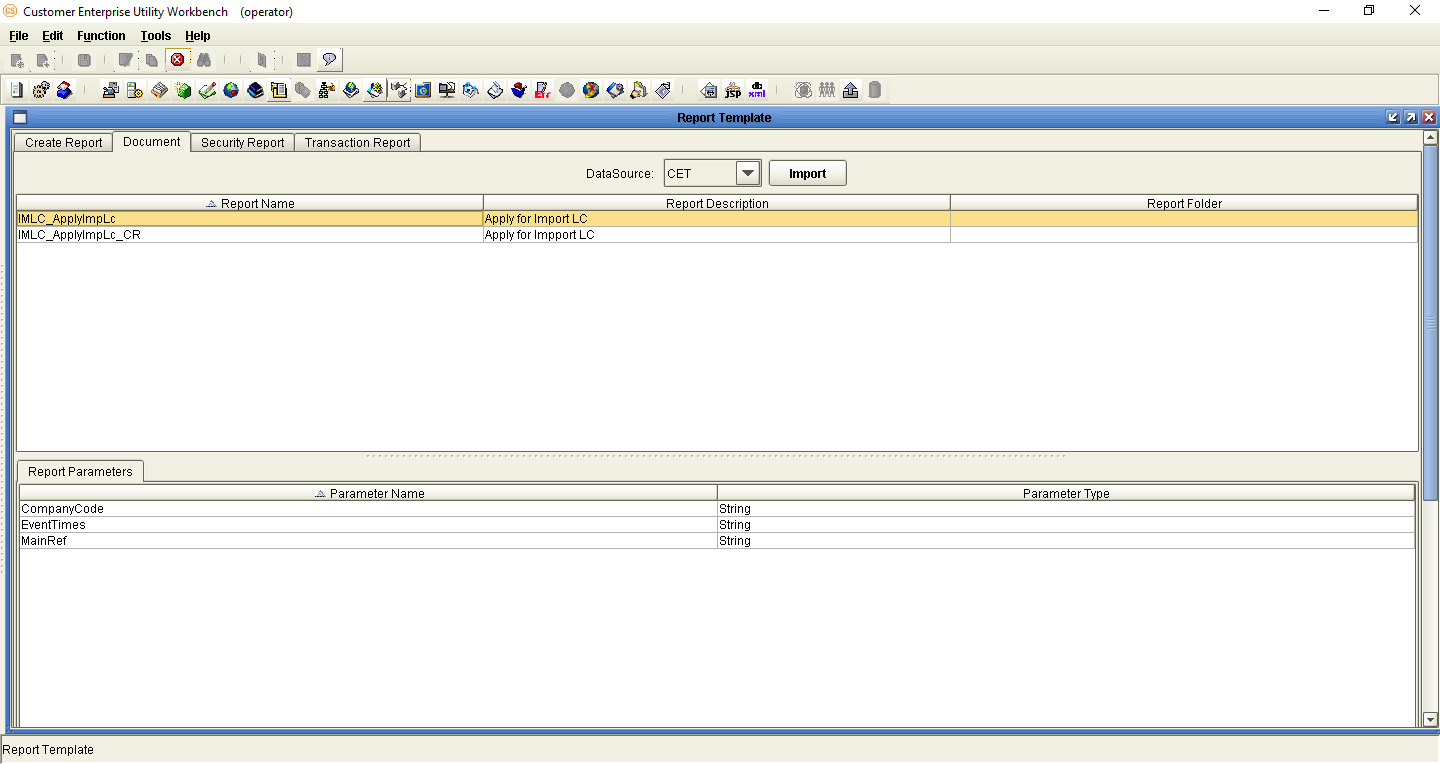 CS Customer Enterprise Utility Workbench (operator)
File Edit Function Tools Help
jsp xml
Report Template
Create Report Document Security Report Transaction Report
DataSource: CET Import
Report Name Report Description Report Folder
IMLC_ApplyImpLc Apply for Import LC
IMLC_ApplyImpLc_CR Apply for Impport LC
Report Parameters
Parameter Name Parameter Type
CompanyCode String
EventTimes String
MainRef String
Report Template